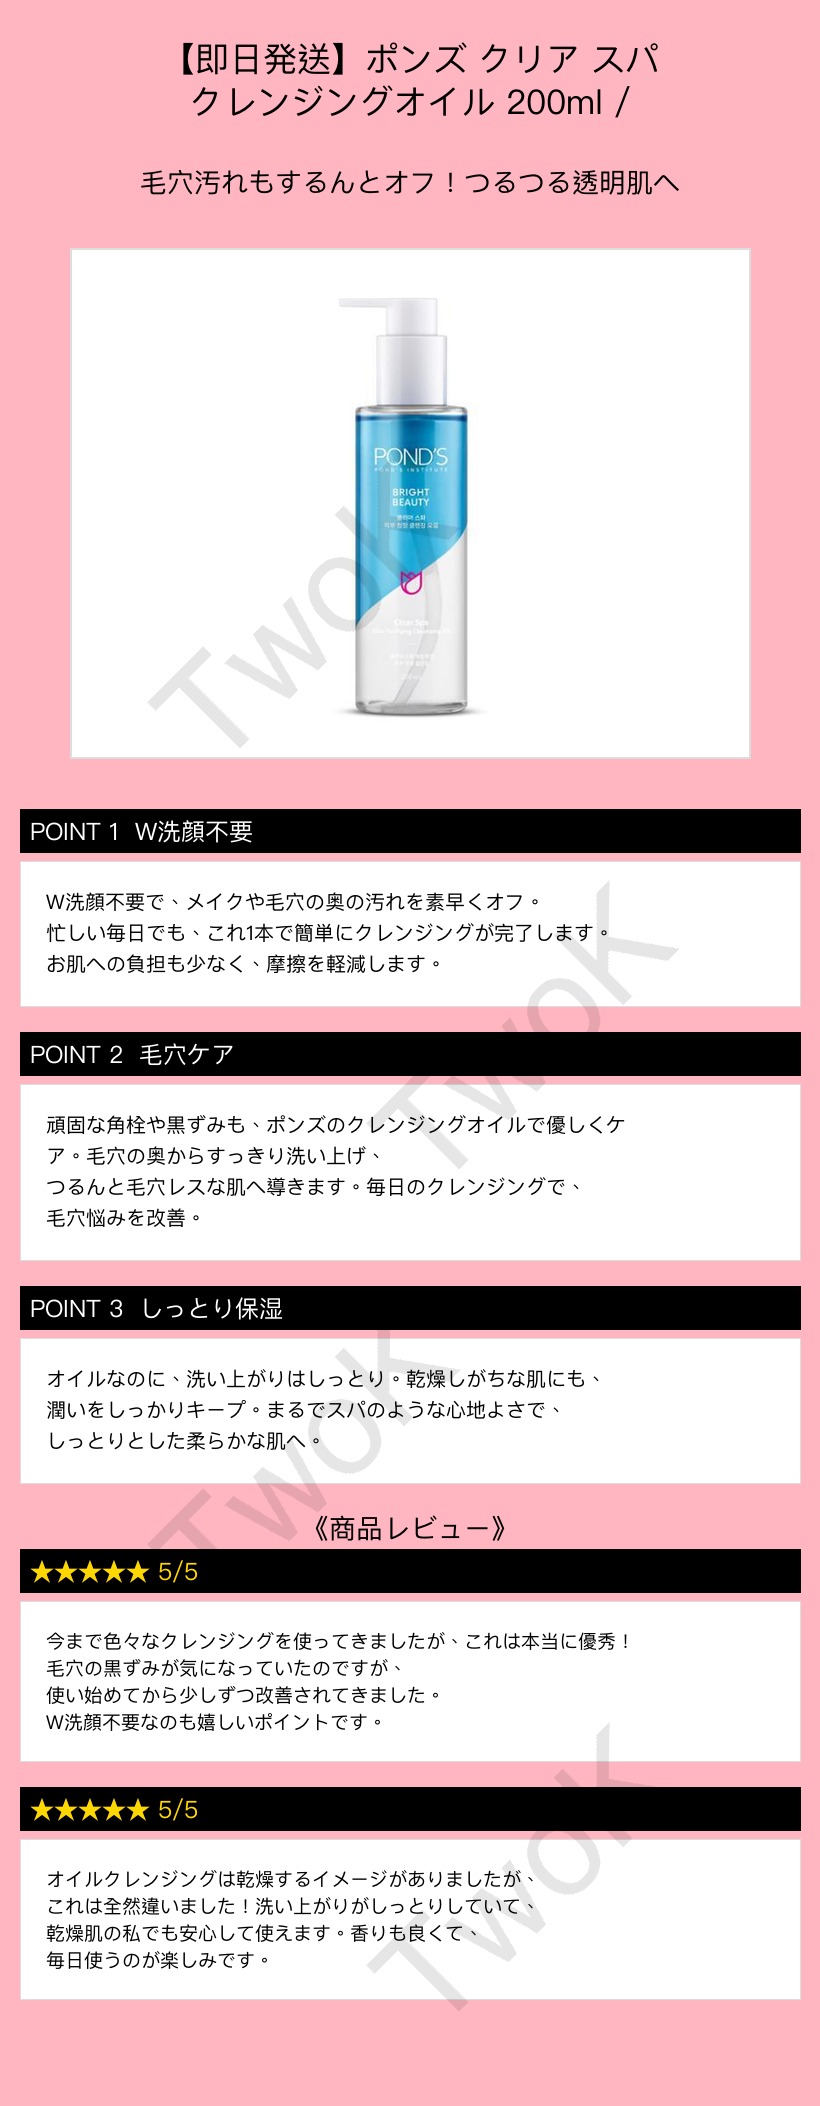 【即日発送】ポンズ クリア スパ
クレンジングオイル 200ml /
毛穴汚れもするんとオフ！つるつる透明肌へ
POND'S
POND'S INSTITUTE
BRIGHT
BEAUTY
클리어 스파
Clear Spa
TwoK
POINT 1 W洗顔不要
W洗顔不要で、メイクや毛穴の奥の汚れを素早くオフ。
忙しい毎日でも、これ1本で簡単にクレンジングが完了します。
お肌への負担も少なく、摩擦を軽減します。
TwoK
POINT 2 毛穴ケア
頑固な角栓や黒ずみも、ポンズのクレンジングオイルで優しくケ
ア。毛穴の奥からすっきり洗い上げ、
つるんと毛穴レスな肌へ導きます。毎日のクレンジングで、
毛穴悩みを改善。
POINT 3 しっとり保湿
オイルなのに、洗い上がりはしっとり。乾燥しがちな肌にも、
潤いをしっかりキープ。まるでスパのような心地よさで、
しっとりとした柔らかな肌へ。
TwoK
《商品レビュー》
★★★★★ 5/5
今まで色々なクレンジングを使ってきましたが、これは本当に優秀！
毛穴の黒ずみが気になっていたのですが、
使い始めてから少しずつ改善されてきました。
W洗顔不要なのも嬉しいポイントです。
★★★★★ 5/5
オイルクレンジングは乾燥するイメージがありましたが、
これは全然違いました！洗い上がりがしっとりしていて、
乾燥肌の私でも安心して使えます。香りも良くて、
毎日使うのが楽しみです。
TwoK